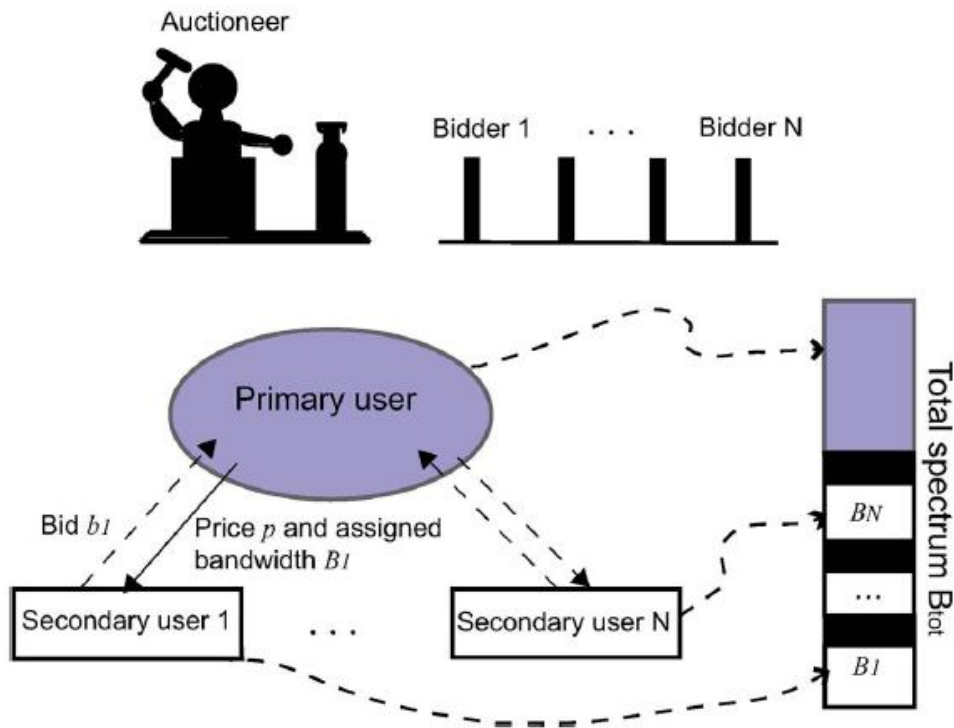 Auctioneer
Bidder 1 . . . Bidder N
Primary user
Total spectrum Btot
Bid b1
Price p and assigned
bandwidth B1
BN
...
B1
Secondary user 1
. . .
Secondary user N